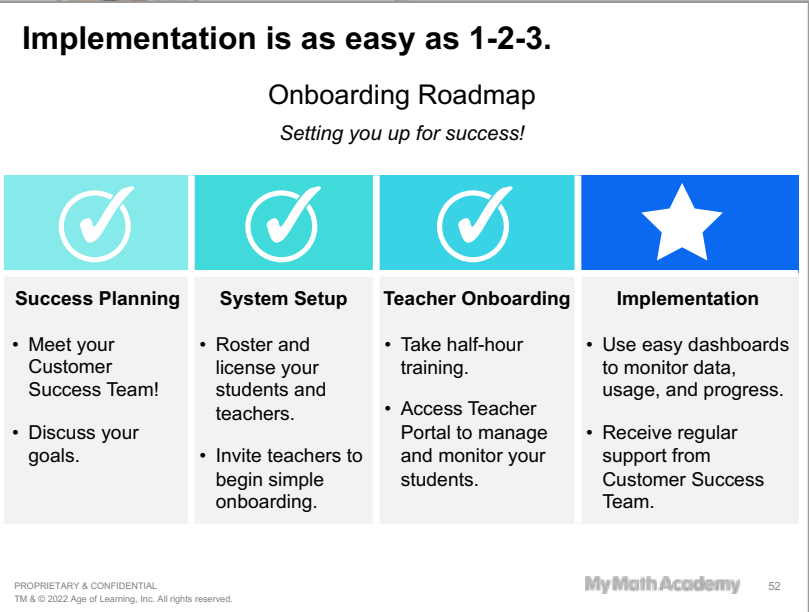 Implementation is as easy as 1-2-3.
Onboarding Roadmap
Setting you up for success!
Success Planning
• Meet your
Customer
Success Team!
• Discuss your
goals.
System Setup
• Roster and
license your
students and
teachers.
• Invite teachers to
begin simple
onboarding.
Teacher Onboarding
• Take half-hour
training.
• Access Teacher
Portal to manage
and monitor your
students.
Implementation
• Use easy dashboards
to monitor data,
usage, and progress.
• Receive regular
support from
Customer Success
Team.
PROPRIETARY & CONFIDENTIAL
TM & © 2022 Age of Learning, Inc. All rights reserved.
My Math Academy
52